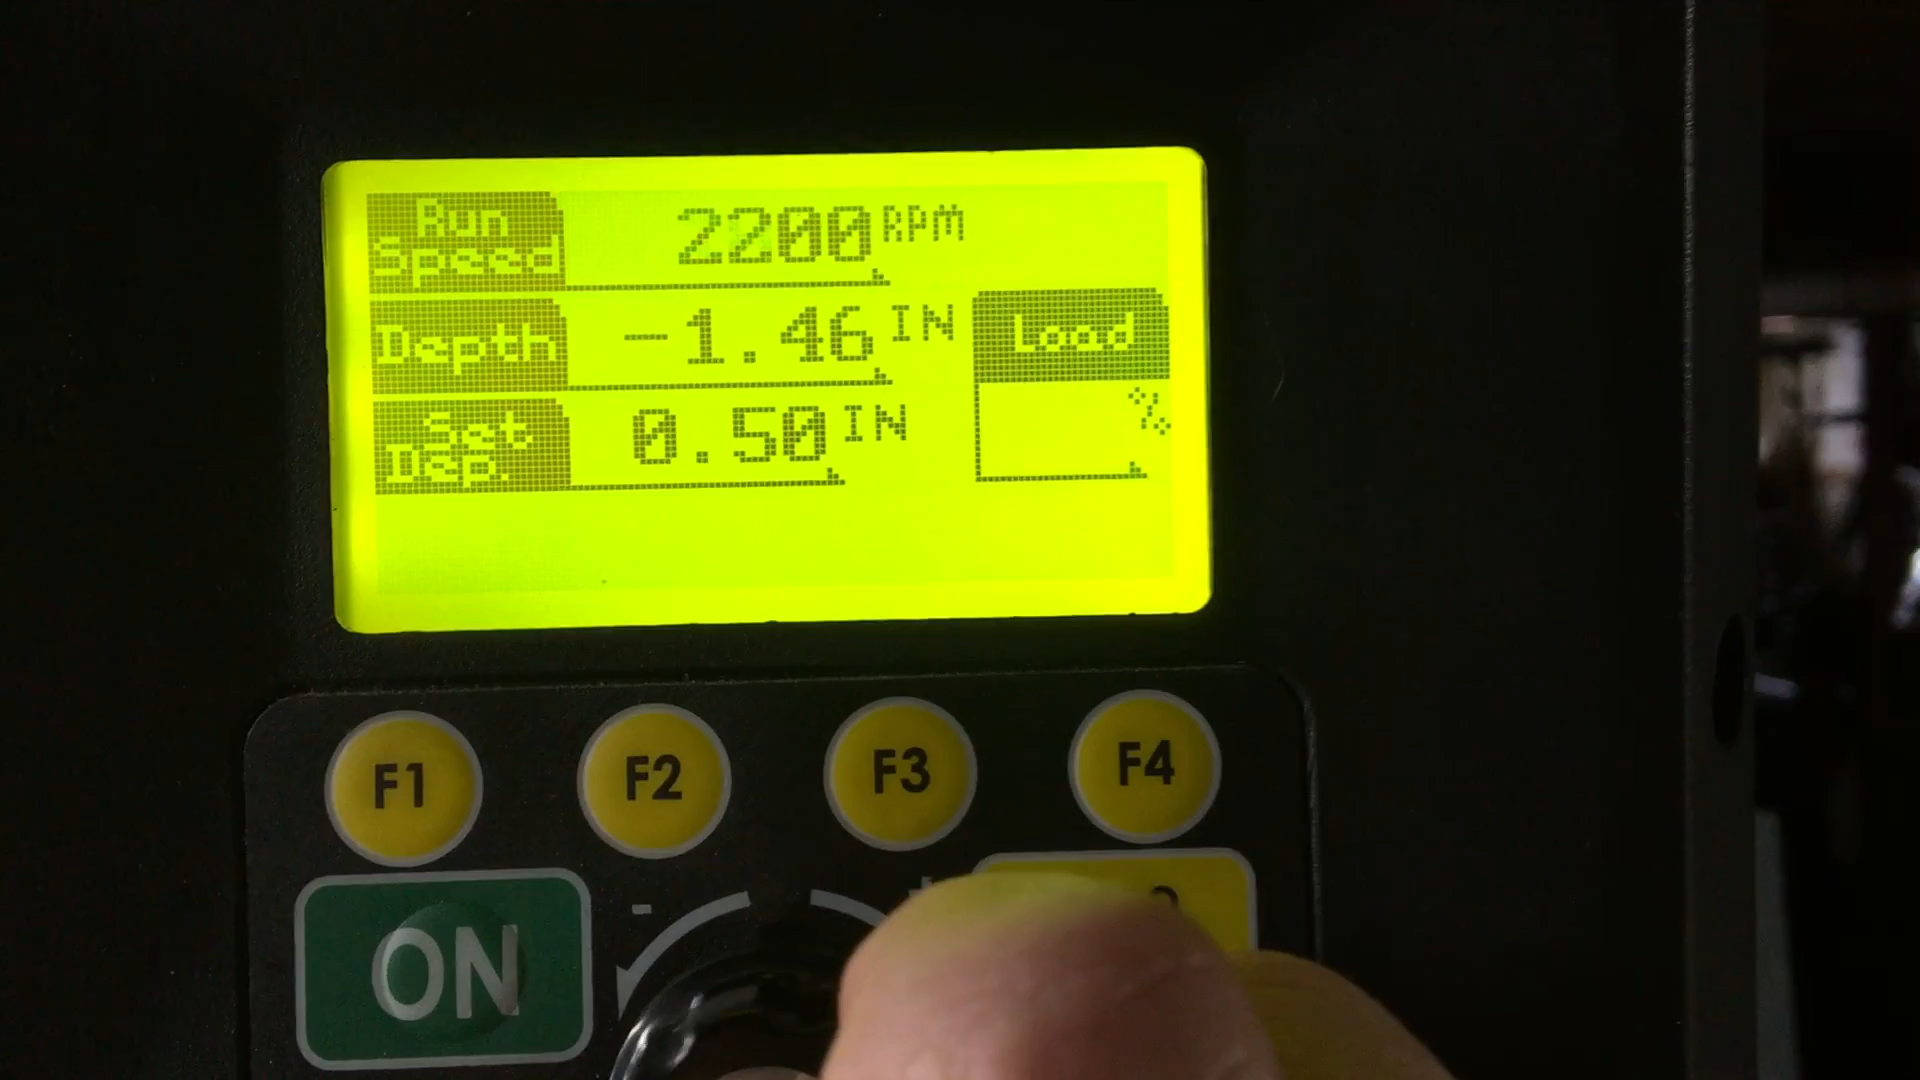 Run Speed 2200 RPM
Depth -1.46 IN
Set Dep. 0.50 IN
Load
%
F1 F2 F3 F4
ON
- +